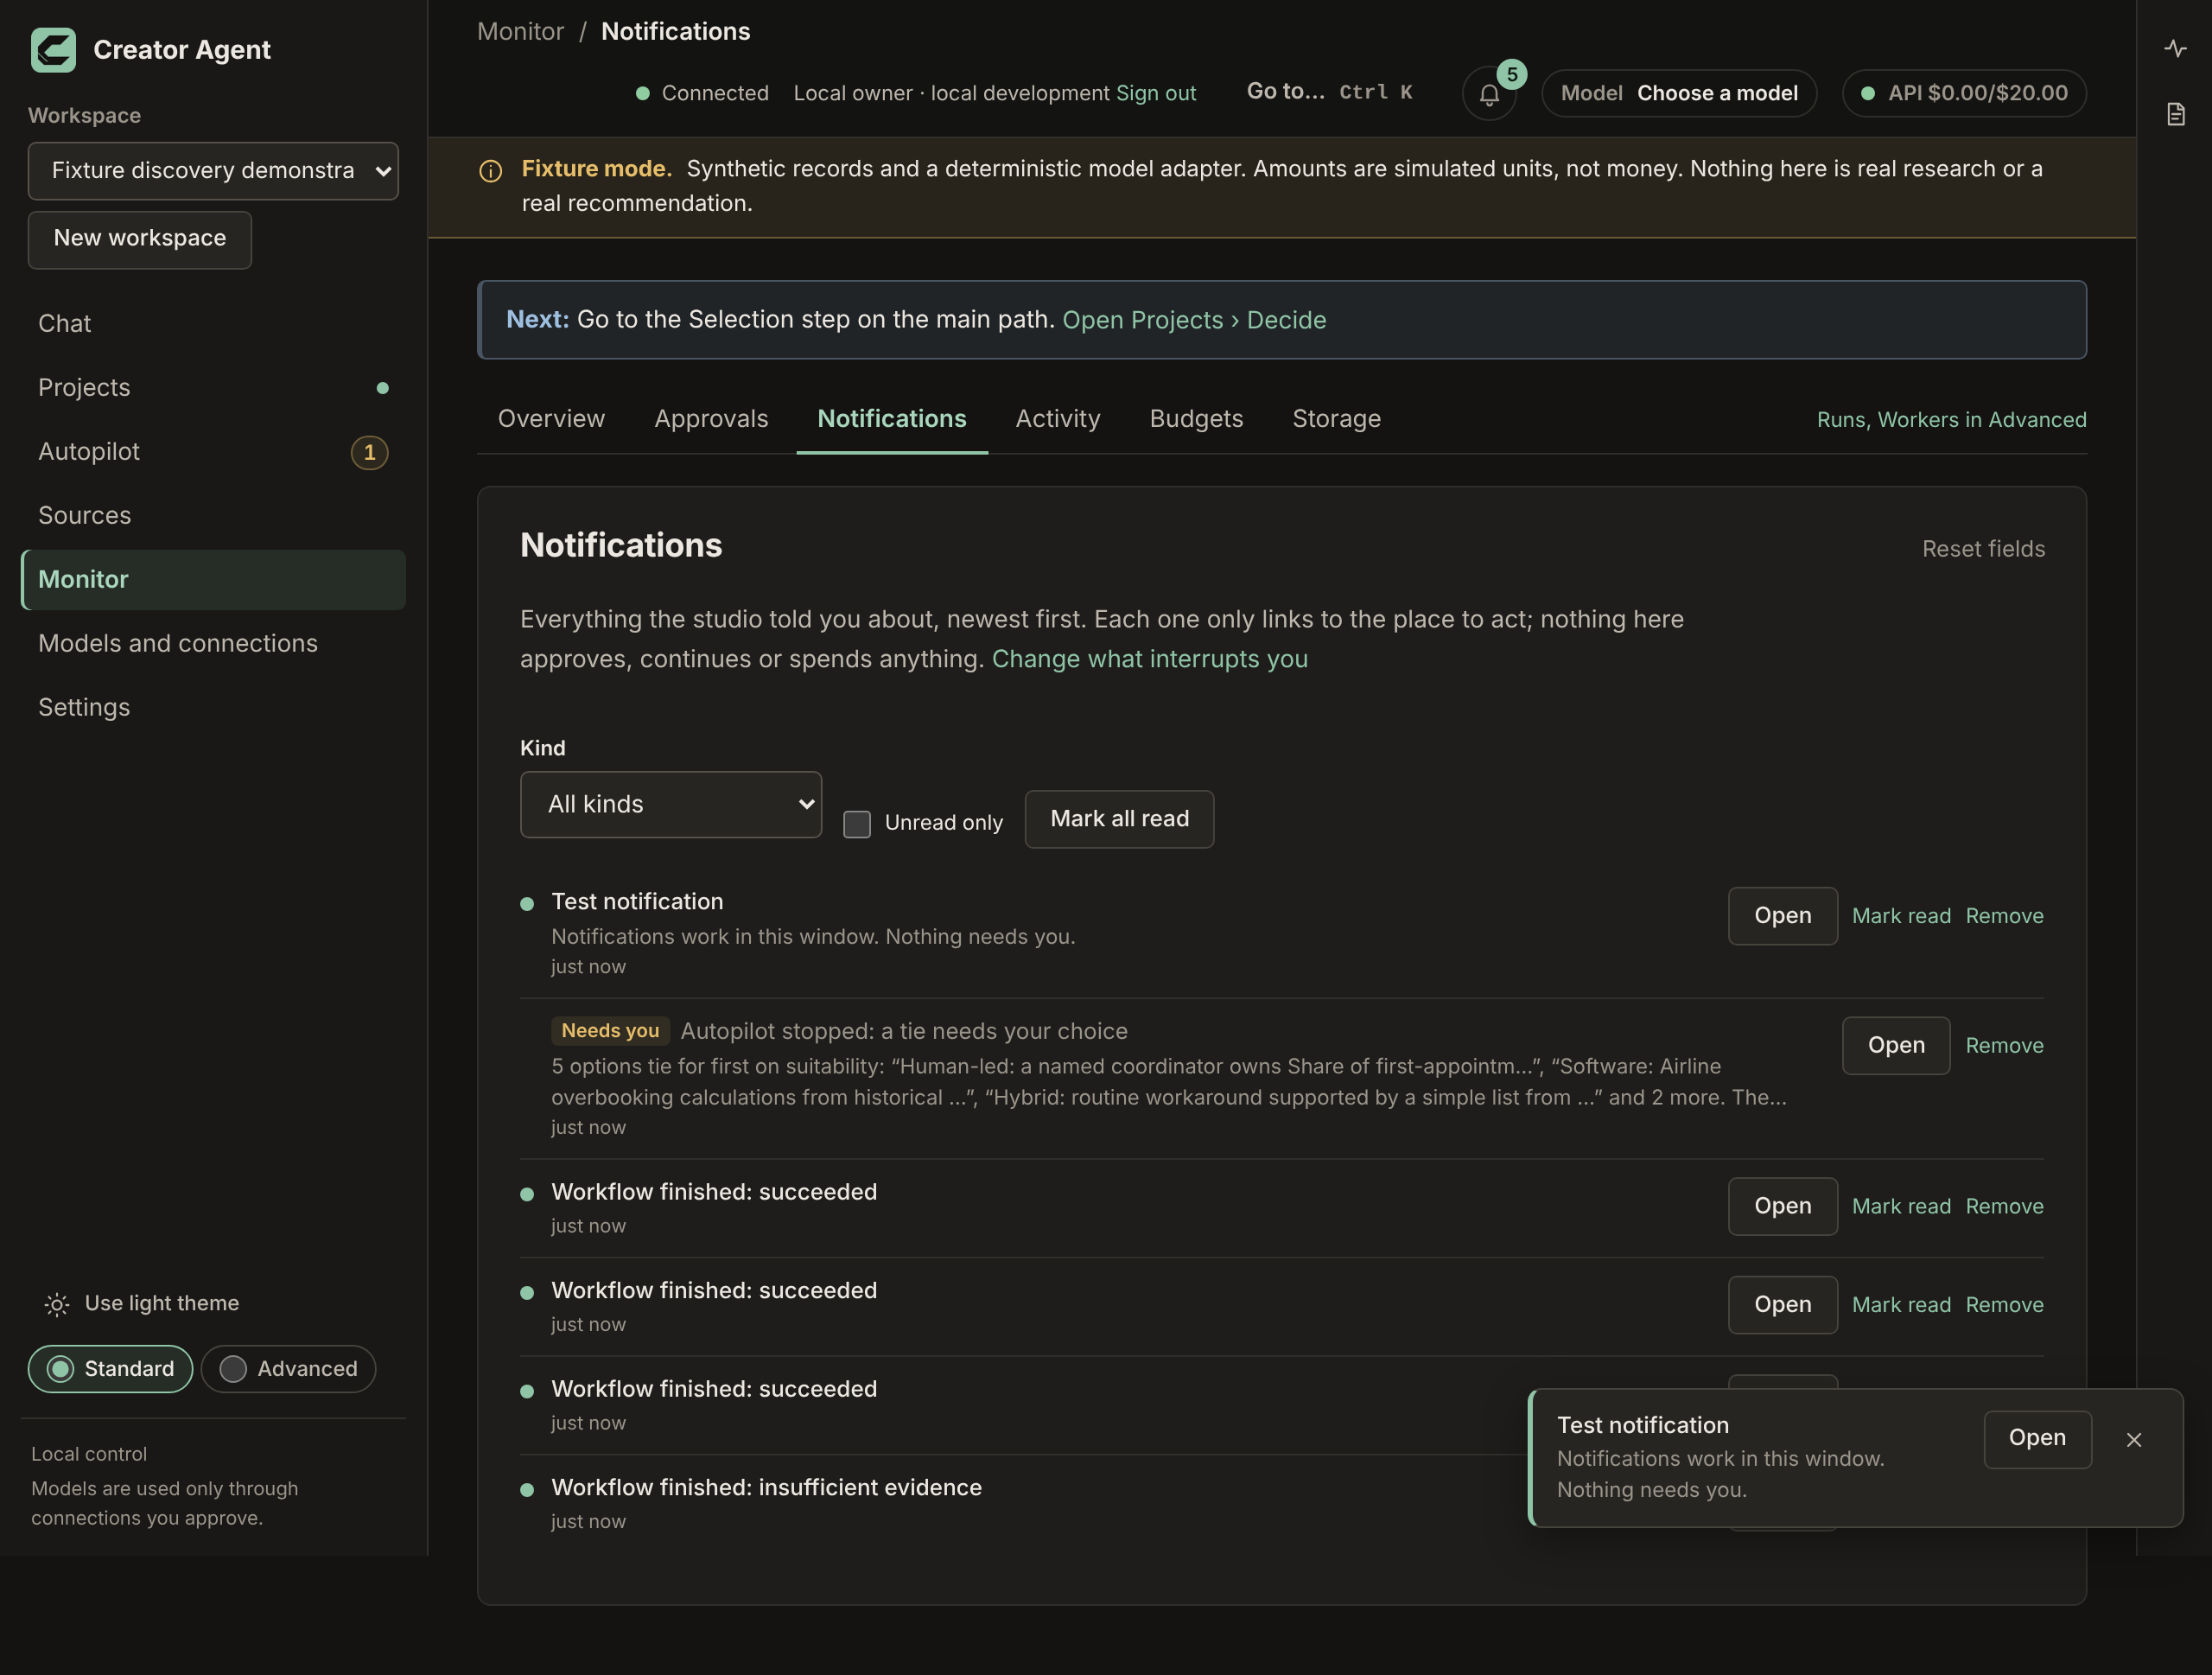 Creator Agent
Workspace
Fixture discovery demonstra
New workspace
Chat
Projects
Autopilot
1
Sources
Monitor
Models and connections
Settings
Use light theme
Standard
Advanced
Local control
Models are used only through
connections you approve.
Monitor / Notifications
Connected
Local owner · local development Sign out
Go to... Ctrl K
5
Model Choose a model
API $0.00/$20.00
Fixture mode. Synthetic records and a deterministic model adapter. Amounts are simulated units, not money. Nothing here is real research or a
real recommendation.
Next: Go to the Selection step on the main path. Open Projects › Decide
Overview
Approvals
Notifications
Activity
Budgets
Storage
Runs, Workers in Advanced
Notifications
Reset fields
Everything the studio told you about, newest first. Each one only links to the place to act; nothing here
approves, continues or spends anything. Change what interrupts you
Kind
All kinds
Unread only
Mark all read
Test notification
Notifications work in this window. Nothing needs you.
just now
Open
Mark read
Remove
Needs you Autopilot stopped: a tie needs your choice
5 options tie for first on suitability: “Human-led: a named coordinator owns Share of first-appointm...”, “Software: Airline
overbooking calculations from historical ...”, “Hybrid: routine workaround supported by a simple list from ...” and 2 more. The...
just now
Open
Remove
Workflow finished: succeeded
just now
Open
Mark read
Remove
Workflow finished: succeeded
just now
Open
Mark read
Remove
Workflow finished: succeeded
just now
Workflow finished: insufficient evidence
just now
Test notification
Notifications work in this window.
Nothing needs you.
Open